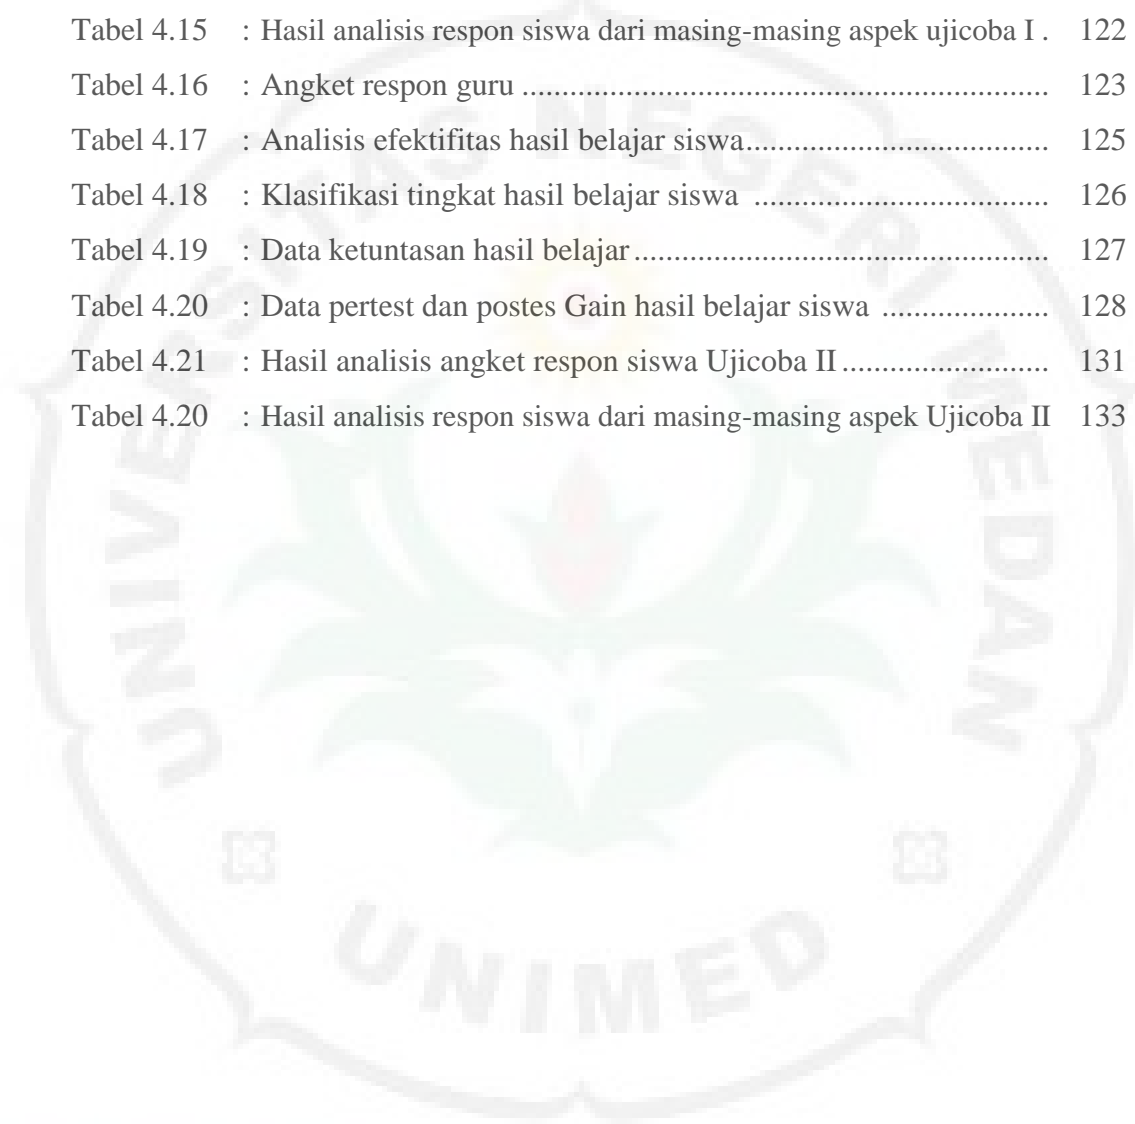 Tabel 4.15 : Hasil analisis respon siswa dari masing-masing aspek ujicoba I . 122
Tabel 4.16 : Angket respon guru .................................................................. 123
Tabel 4.17 : Analisis efektifitas hasil belajar siswa...................................... 125
Tabel 4.18 : Klasifikasi tingkat hasil belajar siswa ..................................... 126
Tabel 4.19 : Data ketuntasan hasil belajar.................................................... 127
Tabel 4.20 : Data pertest dan postes Gain hasil belajar siswa ..................... 128
Tabel 4.21 : Hasil analisis angket respon siswa Ujicoba II .......................... 131
Tabel 4.20 : Hasil analisis respon siswa dari masing-masing aspek Ujicoba II 133
UNIVERSITAS NEGERI MEDAN
UNIMED